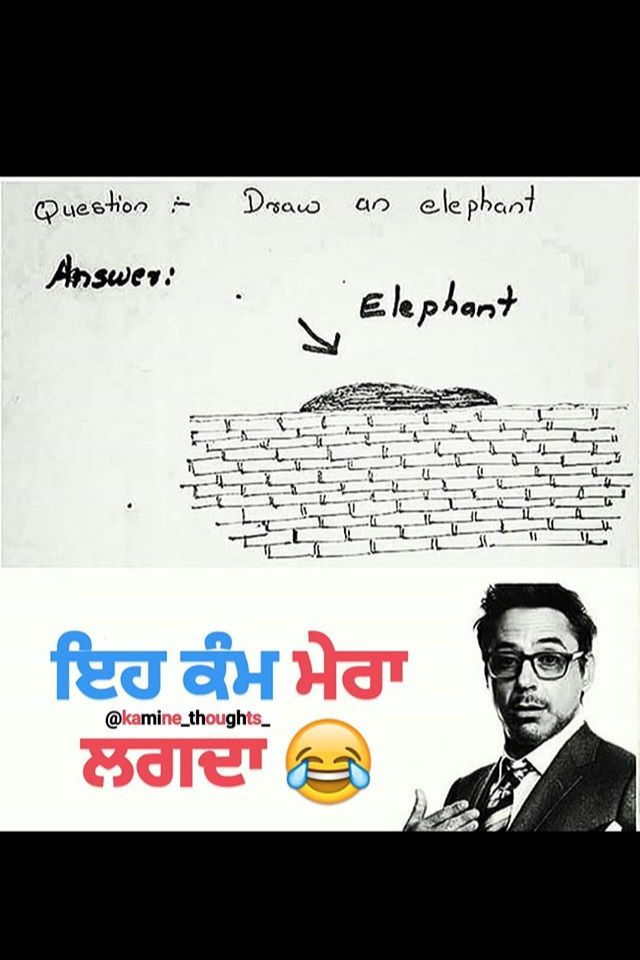 Question :- Draw an elephant
Answer:
Elephant
ਇਹ ਕੰਮ ਮੇਰਾ
@kamine_thoughts_
ਲਗਦਾ 😂